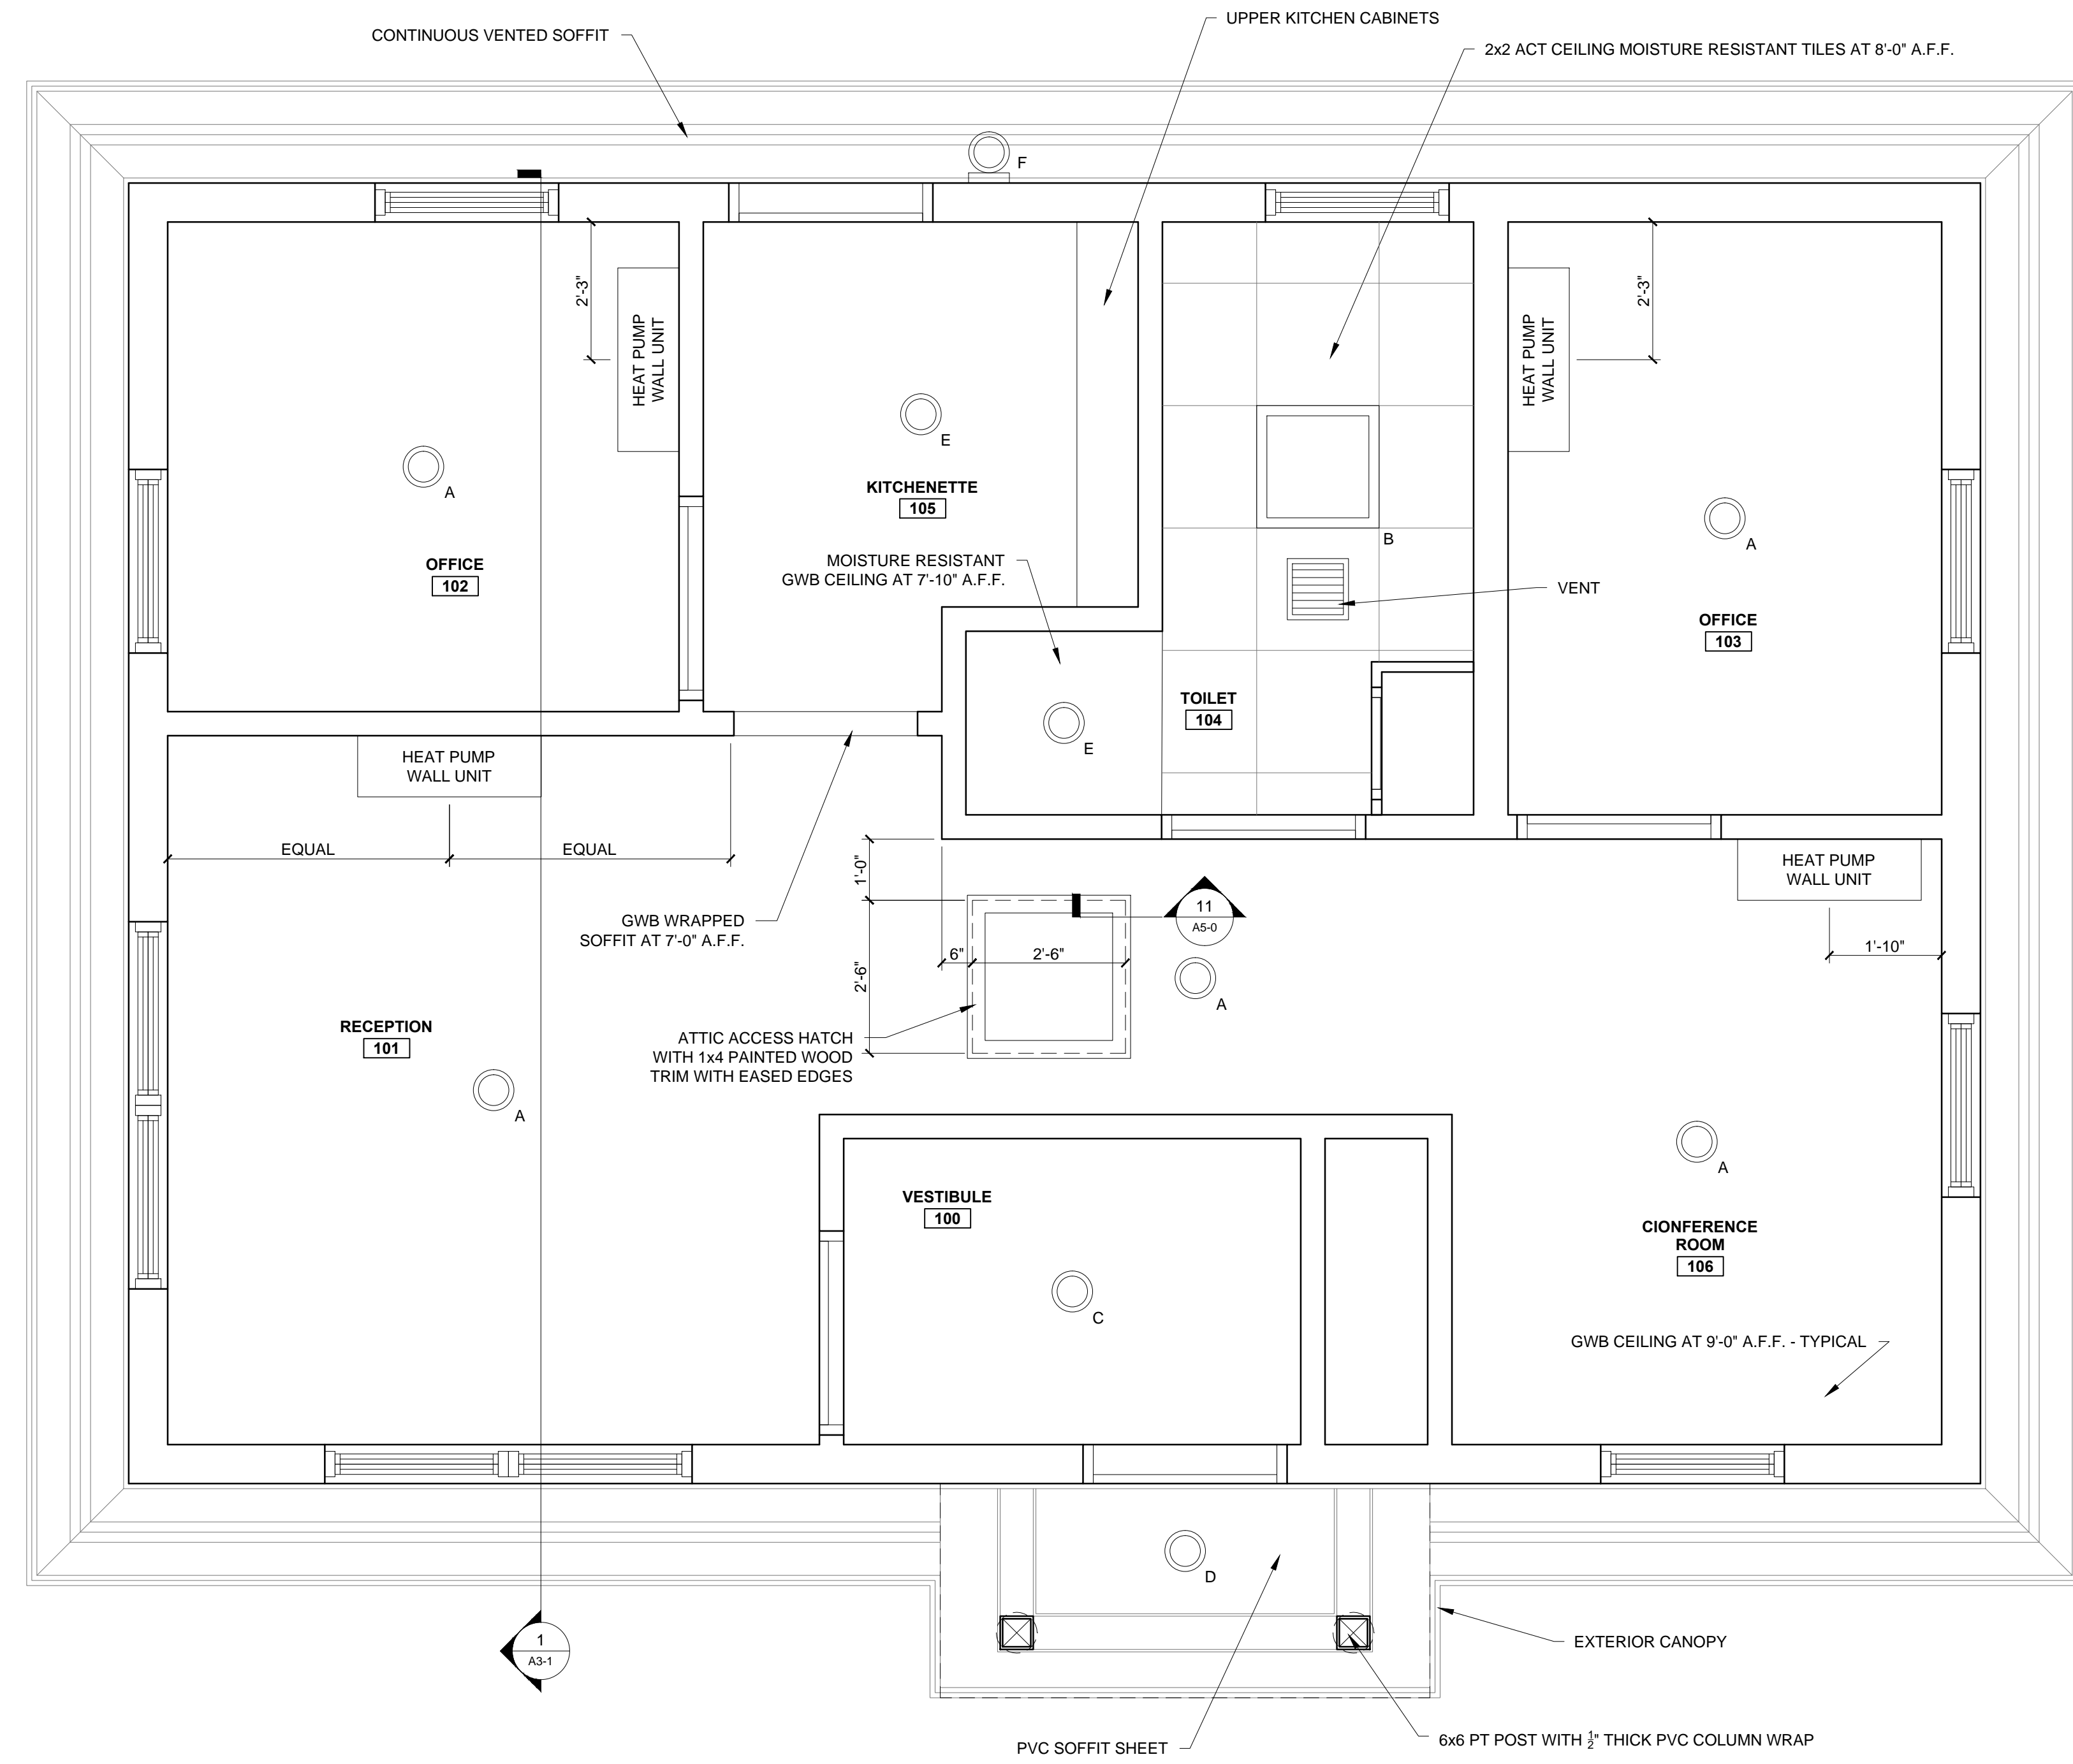 UPPER KITCHEN CABINETS
CONTINUOUS VENTED SOFFIT
2x2 ACT CEILING MOISTURE RESISTANT TILES AT 8'-0" A.F.F.
F
2'-3"
HEAT PUMP
WALL UNIT
2'-3"
HEAT PUMP
WALL UNIT
E
A
KITCHENETTE
105
B
A
MOISTURE RESISTANT
GWB CEILING AT 7'-10" A.F.F.
OFFICE
102
VENT
OFFICE
103
TOILET
104
E
HEAT PUMP
WALL UNIT
EQUAL
EQUAL
1'-0"
HEAT PUMP
WALL UNIT
GWB WRAPPED
SOFFIT AT 7'-0" A.F.F.
11
A5-0
6"
2'-6"
2'-6"
1'-10"
A
RECEPTION
101
ATTIC ACCESS HATCH
WITH 1x4 PAINTED WOOD
TRIM WITH EASED EDGES
A
A
VESTIBULE
100
CIONFERENCE
ROOM
106
C
GWB CEILING AT 9'-0" A.F.F. - TYPICAL
D
1
A3-1
EXTERIOR CANOPY
PVC SOFFIT SHEET
6x6 PT POST WITH ½" THICK PVC COLUMN WRAP